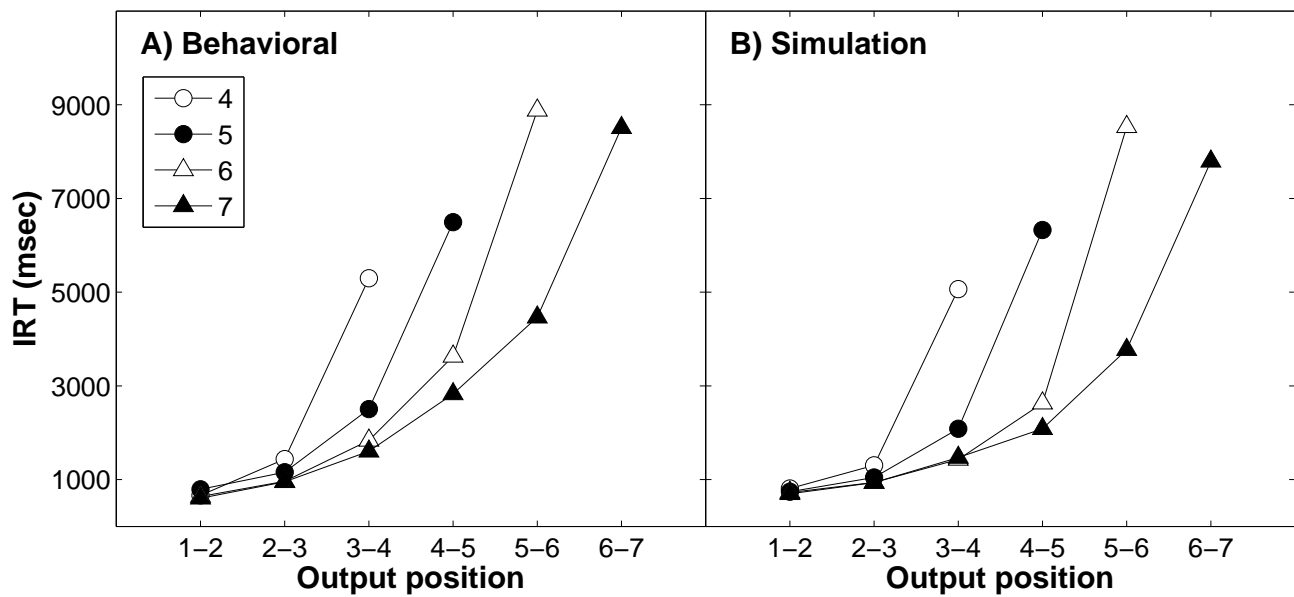 A) Behavioral
B) Simulation
4
5
6
7
9000
7000
5000
3000
1000
IRT (msec)
1–2 2–3 3–4 4–5 5–6 6–7
1–2 2–3 3–4 4–5 5–6 6–7
Output position
Output position